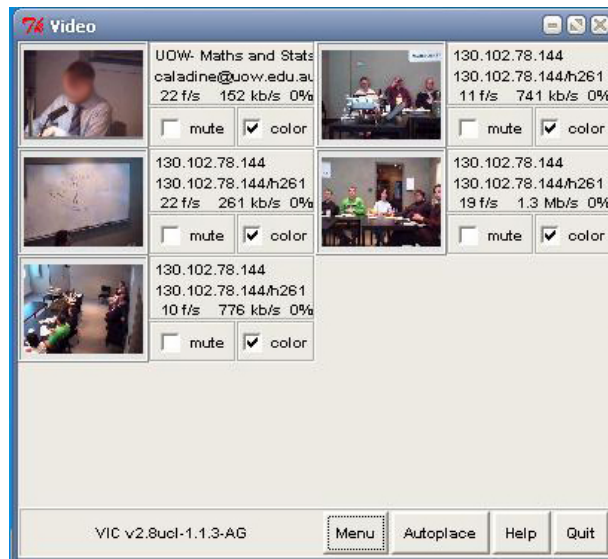 Video
UOW- Maths and Stats
caladine@uow.edu.au
22 f/s 152 kb/s 0%
mute color
130.102.78.144
130.102.78.144/h261
11 f/s 741 kb/s 0%
mute color
130.102.78.144
130.102.78.144/h261
22 f/s 261 kb/s 0%
mute color
130.102.78.144
130.102.78.144/h261
19 f/s 1.3 Mb/s 0%
mute color
130.102.78.144
130.102.78.144/h261
10 f/s 776 kb/s 0%
mute color
VIC v2.8ucl-1.1.3-AG
Menu Autoplace Help Quit